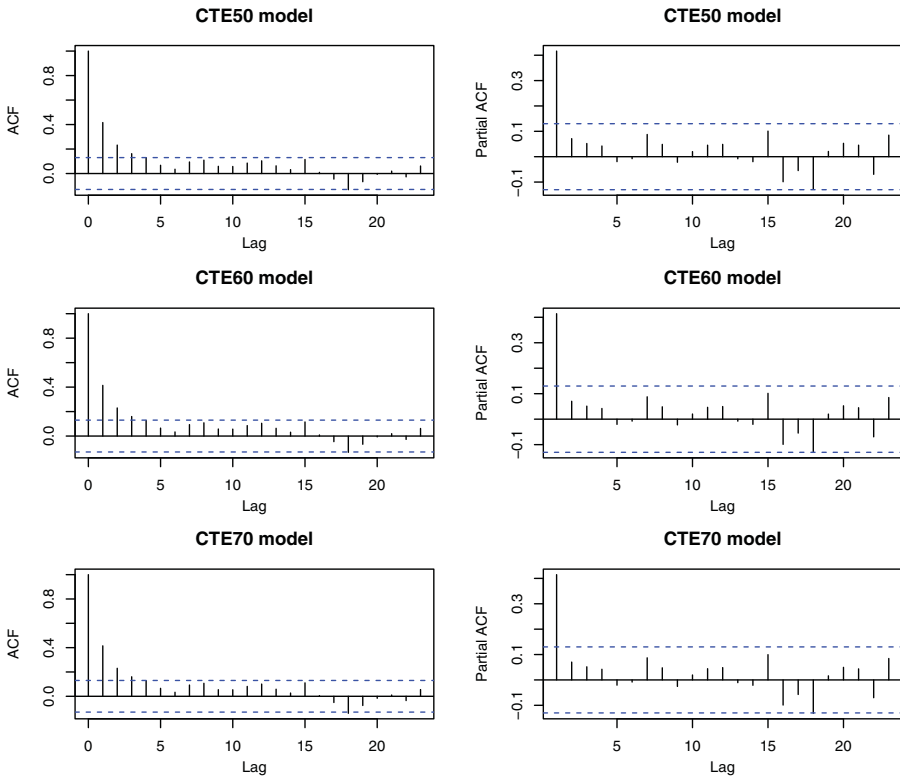 CTE50 model
ACF
0.0 0.4 0.8
0 5 10 15 20
Lag
CTE50 model
Partial ACF
−0.1 0.1 0.3
5 10 15 20
Lag
CTE60 model
ACF
0.0 0.4 0.8
0 5 10 15 20
Lag
CTE60 model
Partial ACF
−0.1 0.1 0.3
5 10 15 20
Lag
CTE70 model
ACF
0.0 0.4 0.8
0 5 10 15 20
Lag
CTE70 model
Partial ACF
−0.1 0.1 0.3
5 10 15 20
Lag